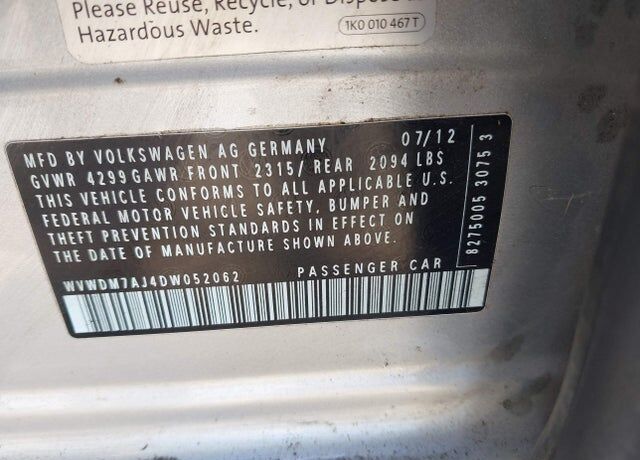 Please Reuse, Recycle, or Dispose
Hazardous Waste.
1K0 010 467 T
MFD BY VOLKSWAGEN AG GERMANY 07/12
GVWR 4299 GAWR FRONT 2315/ REAR 2094 LBS
THIS VEHICLE CONFORMS TO ALL APPLICABLE U.S.
FEDERAL MOTOR VEHICLE SAFETY, BUMPER AND
THEFT PREVENTION STANDARDS IN EFFECT ON
THE DATE OF MANUFACTURE SHOWN ABOVE.
WVWDM7AJ4DW052062 PASSENGER CAR
8275005 3075 3